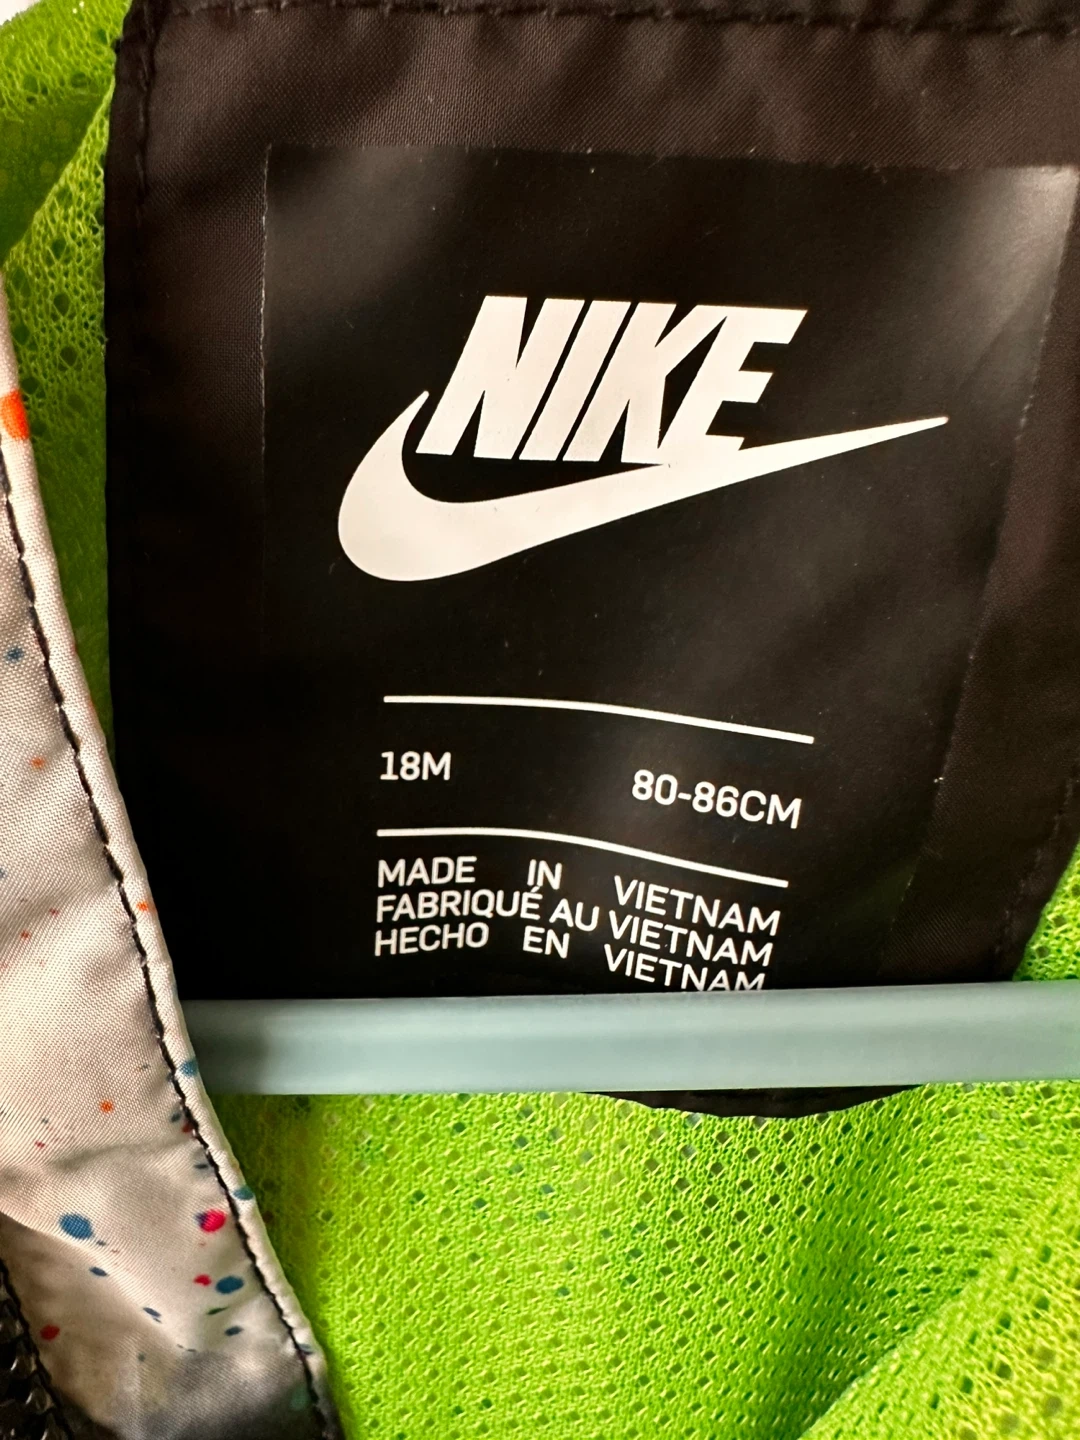 NIKE
18M 80-86CM
MADE IN VIETNAM
FABRIQUÉ AU VIETNAM
HECHO EN VIETNAM